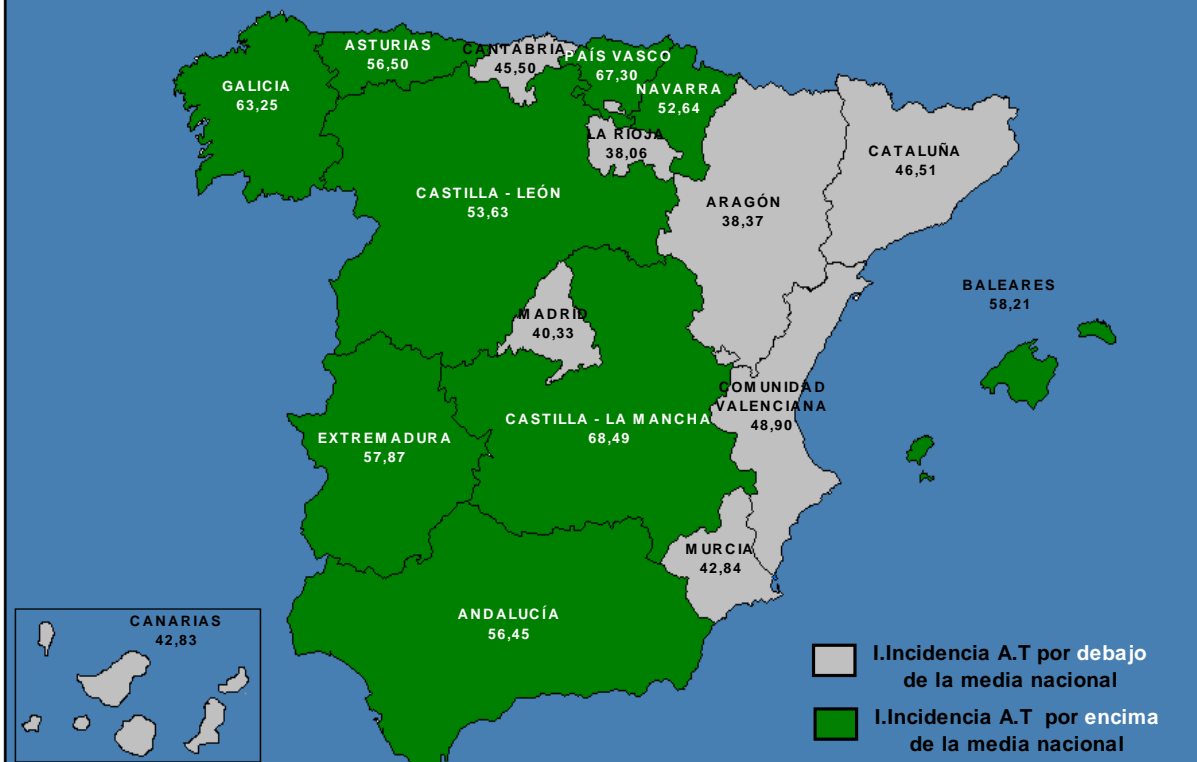 ASTURIAS
56,50
CANTABRIA
45,50
PAÍS VASCO
67,30
GALICIA
63,25
NAVARRA
52,64
LA RIOJA
38,06
CATALUÑA
46,51
CASTILLA - LEÓN
53,63
ARAGÓN
38,37
BALEARES
58,21
MADRID
40,33
COMUNIDAD
VALENCIANA
48,90
CASTILLA - LA MANCHA
68,49
EXTREMADURA
57,87
MURCIA
42,84
ANDALUCÍA
56,45
CANARIAS
42,83
I.Incidencia A.T por debajo
de la media nacional
I.Incidencia A.T por encima
de la media nacional